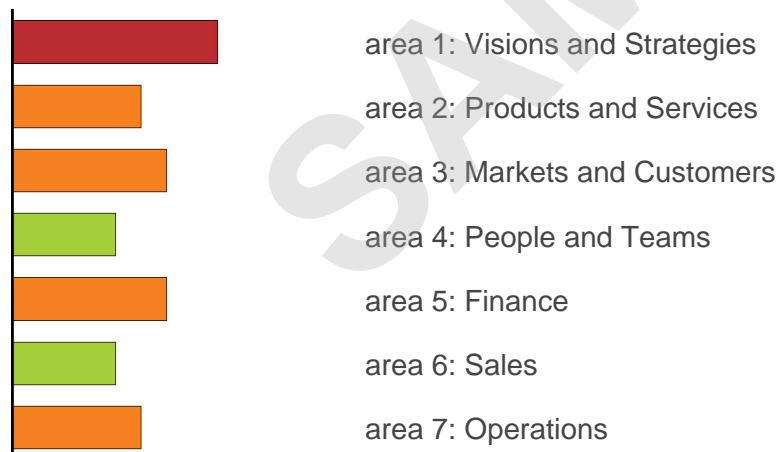 area 1: Visions and Strategies
area 2: Products and Services
area 3: Markets and Customers
area 4: People and Teams
area 5: Finance
area 6: Sales
area 7: Operations